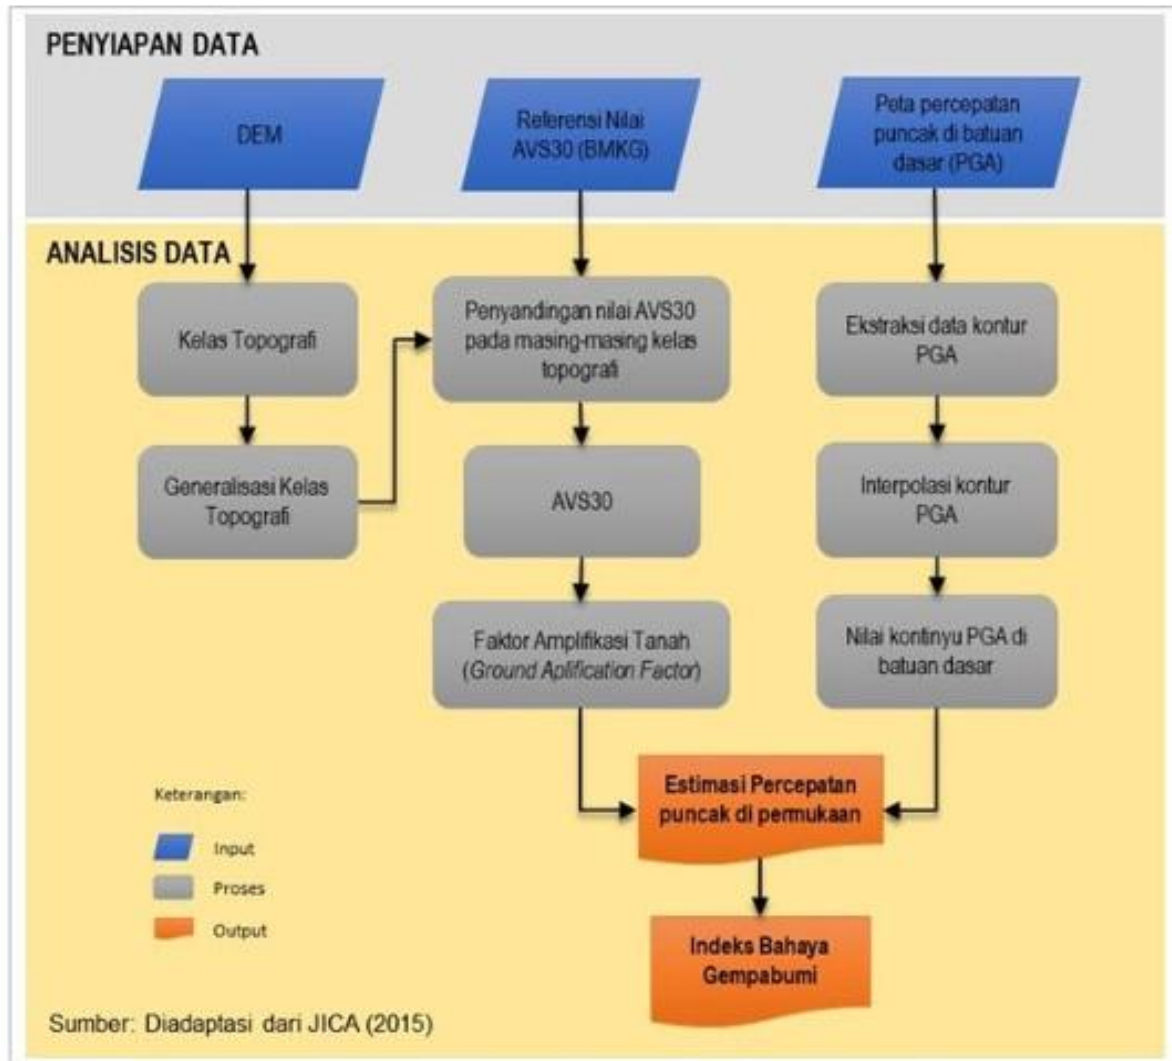 PENYIAPAN DATA
DEM
Referensi Nilai
AVS30 (BMKG)
Peta percepatan
puncak di batuan
dasar (PGA)
ANALISIS DATA
Kelas Topografi
Penyandingan nilai AVS30
pada masing-masing kelas
topografi
Ekstraksi data kontur
PGA
Generalisasi Kelas
Topografi
AVS30
Interpolasi kontur
PGA
Faktor Amplifikasi Tanah
(Ground Aplification Factor)
Nilai kontinyu PGA di
batuan dasar
Estimasi Percepatan
puncak di permukaan
Indeks Bahaya
Gempabumi
Keterangan:
Input
Proses
Output
Sumber: Diadaptasi dari JICA (2015)